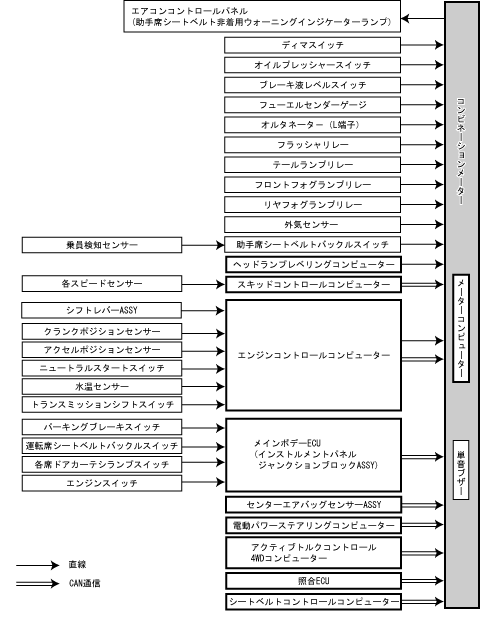 エアコンコントロールパネル
(助手席シートベルト非着用ウォーニングインジケーターランプ)
ディマスイッチ
オイルプレッシャースイッチ
ブレーキ液レベルスイッチ
フューエルセンダーゲージ
オルタネーター (L端子)
フラッシャリレー
テールランプリレー
フロントフォグランプリレー
リヤフォグランプリレー
外気センサー
乗員検知センサー
助手席シートベルトバックルスイッチ
ヘッドランプレベリングコンピューター
各スピードセンサー
スキッドコントロールコンピューター
シフトレバーASSY
クランクポジションセンサー
アクセルポジションセンサー
ニュートラルスタートスイッチ
水温センサー
トランスミッションシフトスイッチ
エンジンコントロールコンピューター
パーキングブレーキスイッチ
運転席シートベルトバックルスイッチ
各席ドアカーテシランプスイッチ
エンジンスイッチ
メインボデーECU
(インストルメントパネル
ジャンクションブロックASSY)
センターエアバッグセンサーASSY
電動パワーステアリングコンピューター
アクティブトルクコントロール
4WDコンピューター
照合ECU
シートベルトコントロールコンピューター
コンビネーションメーター
メーターコンピューター
単音ブザー
直線
CAN通信